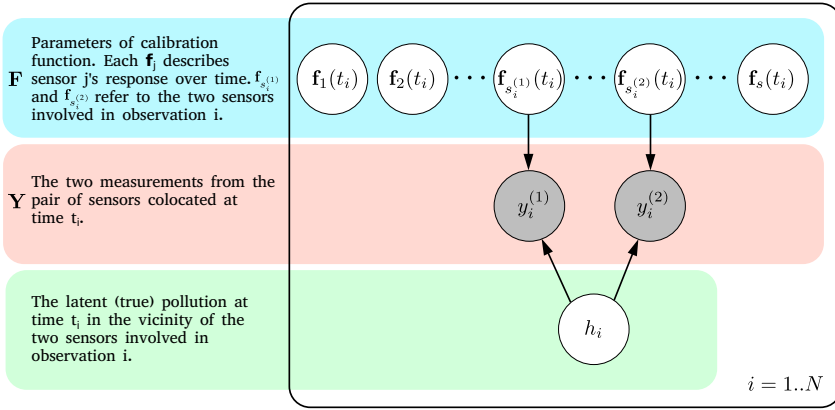 Parameters of calibration
function. Each f_j describes
F sensor j's response over time. f_{s_i^{(1)}}
and f_{s_i^{(2)}} refer to the two sensors
involved in observation i.
f_1(t_i) f_2(t_i) ··· f_{s_i^{(1)}}(t_i) ··· f_{s_i^{(2)}}(t_i) ··· f_s(t_i)
The two measurements from the
Y pair of sensors colocated at
time t_i.
y_i^{(1)} y_i^{(2)}
The latent (true) pollution at
time t_i in the vicinity of the
two sensors involved in
observation i.
h_i
i = 1..N